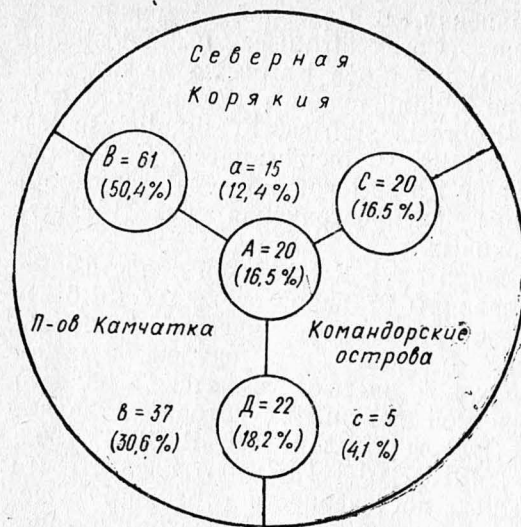 Северная
Корякия
В = 61
(50,4%)
а = 15
(12,4%)
С = 20
(16,5%)
А = 20
(16,5%)
П-ов Камчатка
Командорские
острова
в = 37
(30,6%)
Д = 22
(18,2%)
с = 5
(4,1%)